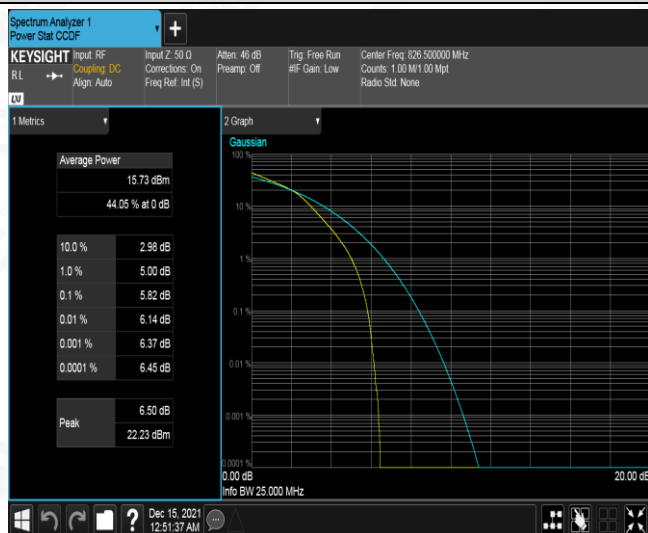 Spectrum Analyzer 1
Power Stat CCDF
+
KEYSIGHT
RL
LXI
Input: RF
Coupling: DC
Align: Auto
Input Z: 50 Ω
Corrections: On
Freq Ref: Int (S)
Atten: 46 dB
Preamp: Off
Trig: Free Run
#IF Gain: Low
Center Freq: 826.500000 MHz
Counts: 1.00 M/1.00 Mpt
Radio Std: None
1 Metrics
Average Power
15.73 dBm
44.05 % at 0 dB
10.0 % 2.98 dB
1.0 % 5.00 dB
0.1 % 5.82 dB
0.01 % 6.14 dB
0.001 % 6.37 dB
0.0001 % 6.45 dB
Peak
6.50 dB
22.23 dBm
2 Graph
Gaussian
100 %
10 %
1 %
0.1 %
0.01 %
0.001 %
0.0001 %
0.00 dB 20.00 dB
Info BW 25.000 MHz
?
Dec 15, 2021
12:51:37 AM